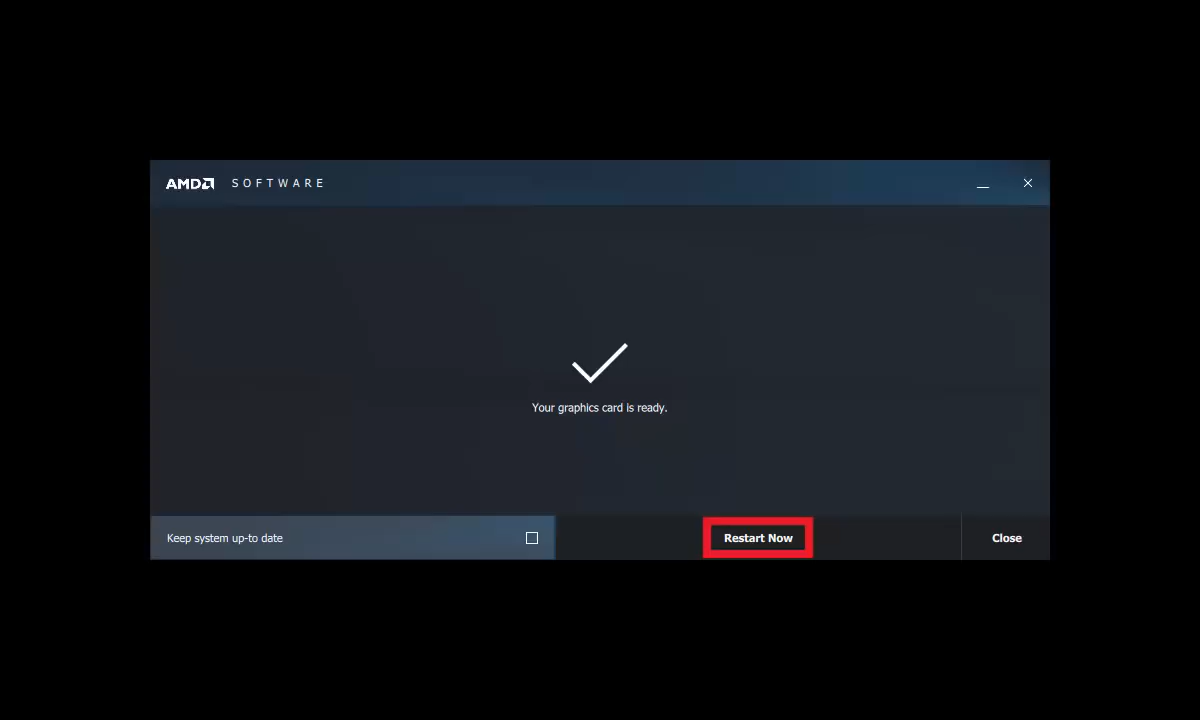 AMD SOFTWARE
Your graphics card is ready.
Keep system up-to date
Restart Now
Close